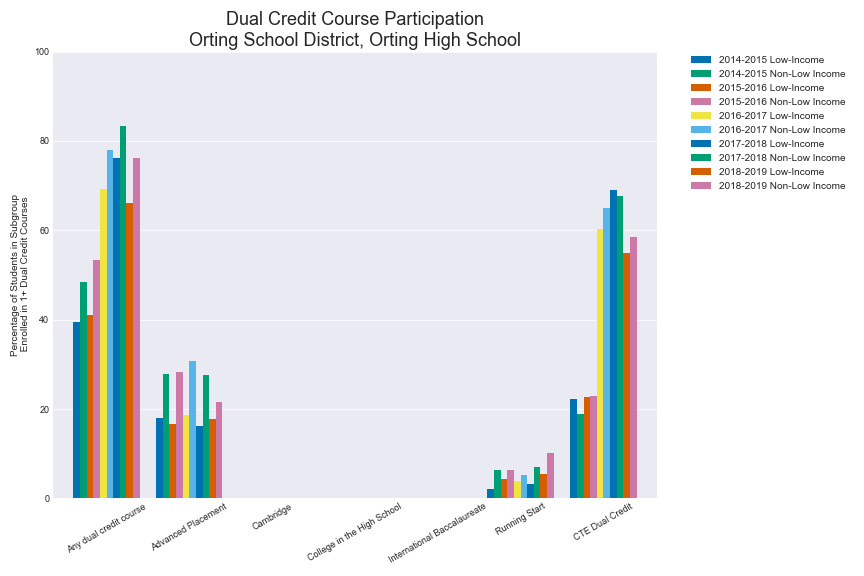 Dual Credit Course Participation
Orting School District, Orting High School
Percentage of Students in Subgroup
Enrolled in 1+ Dual Credit Courses
100
80
60
40
20
0
Any dual credit course
Advanced Placement
Cambridge
College in the High School
International Baccalaureate
Running Start
CTE Dual Credit
2014-2015 Low-Income
2014-2015 Non-Low Income
2015-2016 Low-Income
2015-2016 Non-Low Income
2016-2017 Low-Income
2016-2017 Non-Low Income
2017-2018 Low-Income
2017-2018 Non-Low Income
2018-2019 Low-Income
2018-2019 Non-Low Income